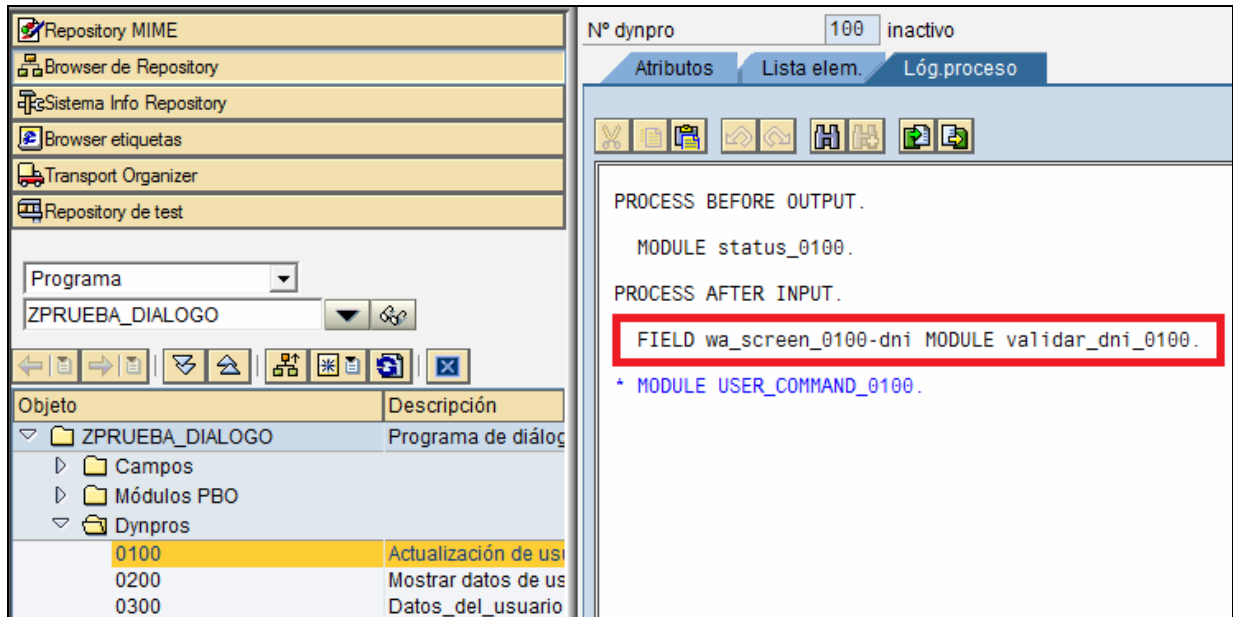 Repository MIME
Browser de Repository
Sistema Info Repository
Browser etiquetas
Transport Organizer
Repository de test
Programa
ZPRUEBA_DIALOGO
Objeto Descripción
ZPRUEBA_DIALOGO Programa de diálog
Campos
Módulos PBO
Dynpros
0100 Actualización de usu
0200 Mostrar datos de us
0300 Datos_del_usuario
Nº dynpro 100 inactivo
Atributos Lista elem. Lóg.proceso
PROCESS BEFORE OUTPUT.
MODULE status_0100.
PROCESS AFTER INPUT.
FIELD wa_screen_0100-dni MODULE validar_dni_0100.
* MODULE USER_COMMAND_0100.